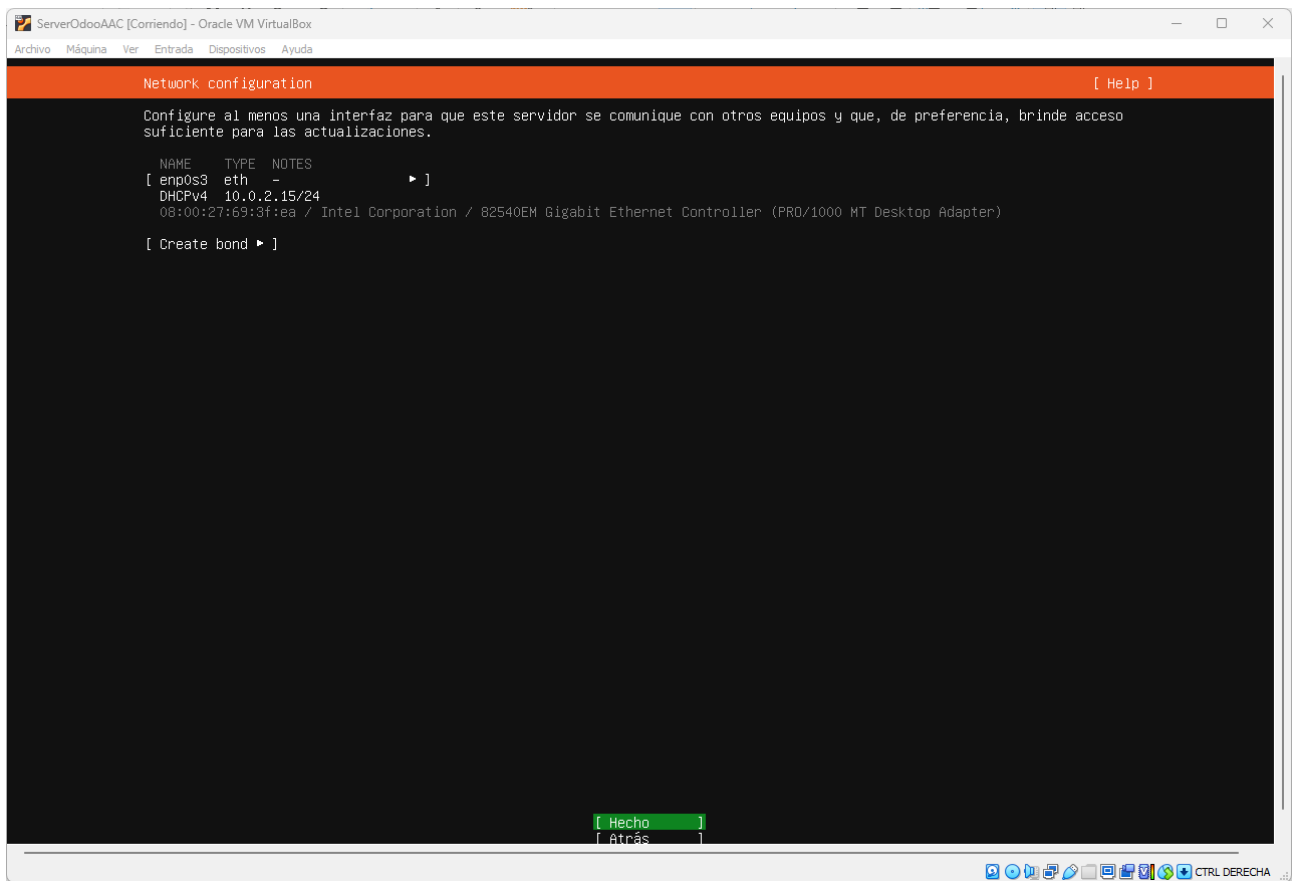 ServerOdooAAC [Corriendo] - Oracle VM VirtualBox
Archivo Máquina Ver Entrada Dispositivos Ayuda
Network configuration [ Help ]
Configure al menos una interfaz para que este servidor se comunique con otros equipos y que, de preferencia, brinde acceso
suficiente para las actualizaciones.
NAME TYPE NOTES
[ enp0s3 eth - ▸ ]
DHCPv4 10.0.2.15/24
08:00:27:69:3f:ea / Intel Corporation / 82540EM Gigabit Ethernet Controller (PRO/1000 MT Desktop Adapter)
[ Create bond ▸ ]
[ Hecho ]
[ Atrás ]
CTRL DERECHA